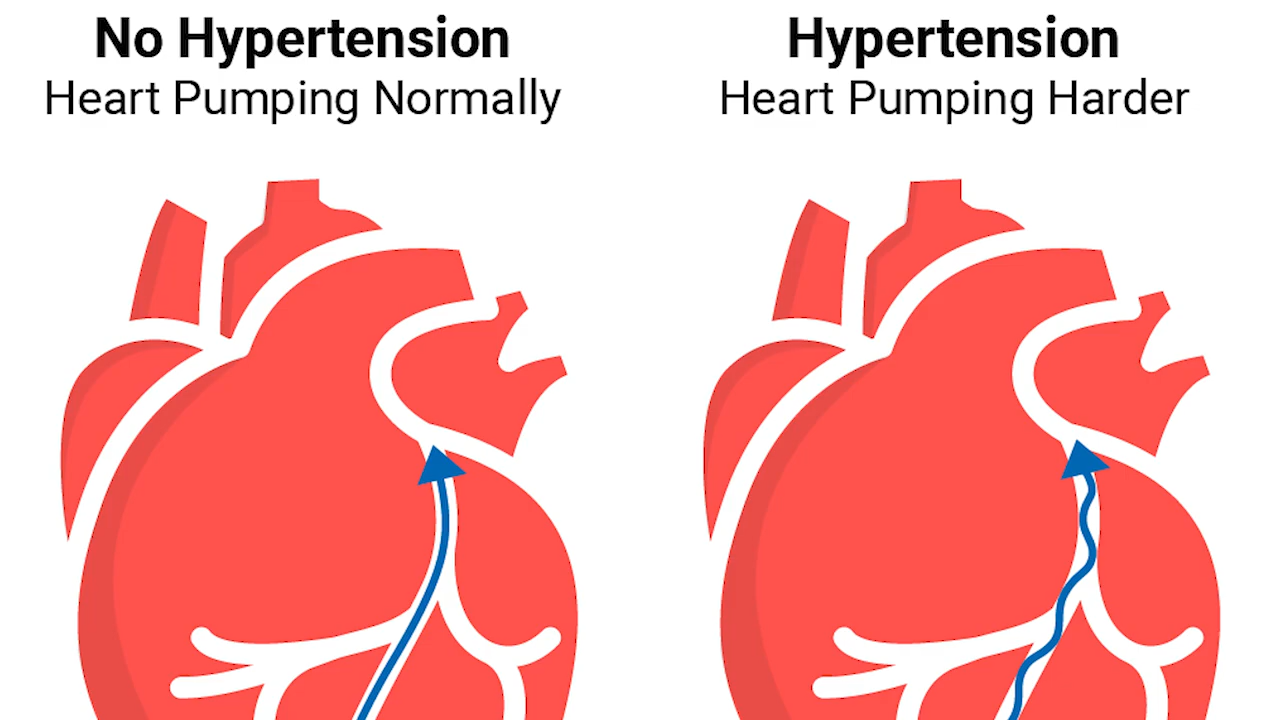 No Hypertension
Heart Pumping Normally
Hypertension
Heart Pumping Harder